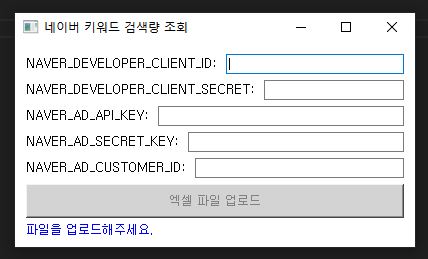 네이버 키워드 검색량 조회
NAVER_DEVELOPER_CLIENT_ID:
NAVER_DEVELOPER_CLIENT_SECRET:
NAVER_AD_API_KEY:
NAVER_AD_SECRET_KEY:
NAVER_AD_CUSTOMER_ID:
엑셀 파일 업로드
파일을 업로드해주세요.